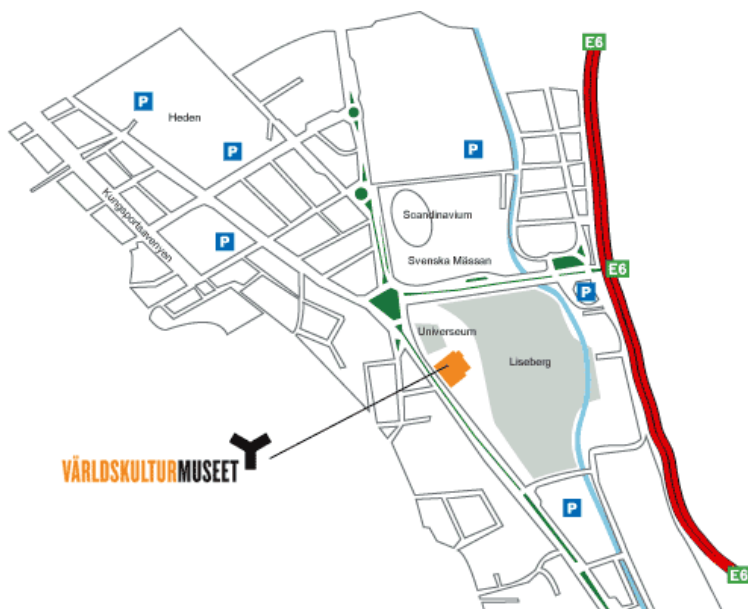 E6
P
Heden
P
P
Kungsportsavenyen
P
Scandinavium
Svenska Mässan
E6
P
Universeum
Liseberg
VÄRLDSKULTURMUSEET
P
E6